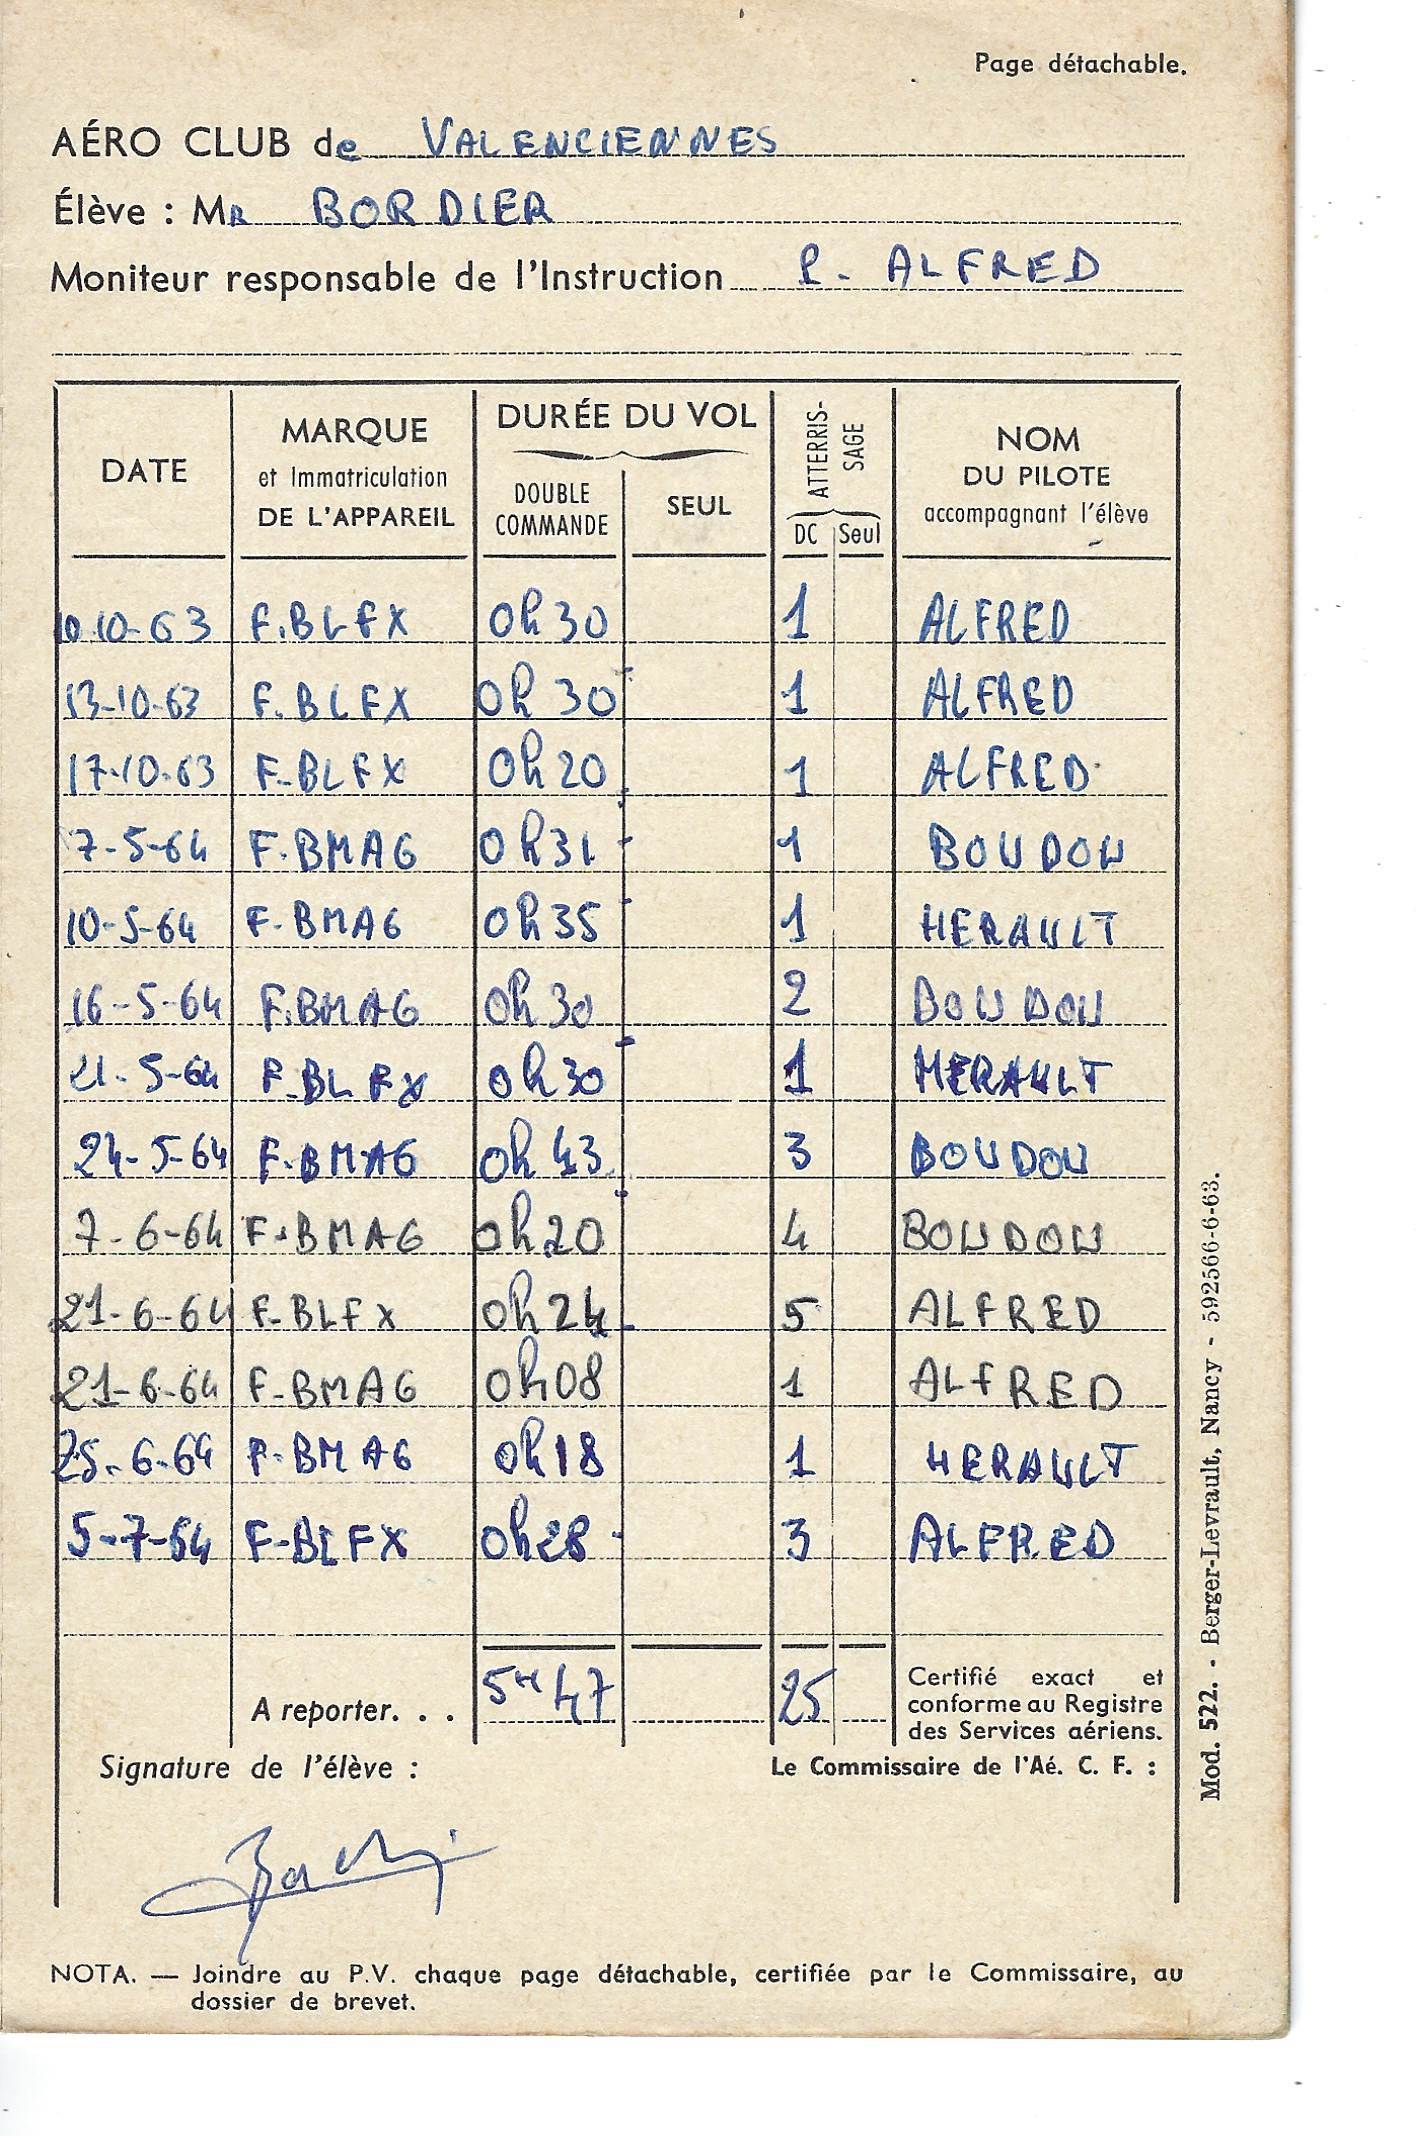 Page détachable.
AÉRO CLUB de VALENCIENNES
Élève : MR BORDIER
Moniteur responsable de l'Instruction P. ALFRED
DATE
MARQUE
et Immatriculation
DE L'APPAREIL
DURÉE DU VOL
DOUBLE
COMMANDE
SEUL
ATTERRIS-
SAGE
DC Seul
NOM
DU PILOTE
accompagnant l'élève
10-10-63 F.BLFX 0h30 1 ALFRED
13-10-63 F.BLFX 0h30 1 ALFRED
17-10-63 F-BLFX 0h20 1 ALFRED
7-5-64 F.BMAG 0h31 1 BOUDOU
10-5-64 F-BMAG 0h35 1 HERAULT
16-5-64 F.BMAG 0h30 2 BOUDOU
21-5-64 F-BLFX 0h30 1 HERAULT
24-5-64 F-BMAG 0h43 3 BOUDOU
7-6-64 F-BMAG 0h20 4 BOUDOU
21-6-64 F-BLFX 0h24 5 ALFRED
21-6-64 F-BMAG 0h08 1 ALFRED
25-6-64 F-BMAG 0h18 1 HERAULT
5-7-64 F-BLFX 0h28 3 ALFRED
A reporter. . . 5H47 25
Certifié exact et
conforme au Registre
des Services aériens.
Signature de l'élève :
Le Commissaire de l'Aé. C. F. :
NOTA. — Joindre au P.V. chaque page détachable, certifiée par le Commissaire, au
dossier de brevet.
Mod. 522. - Berger-Levrault, Nancy - 592566-6-63.